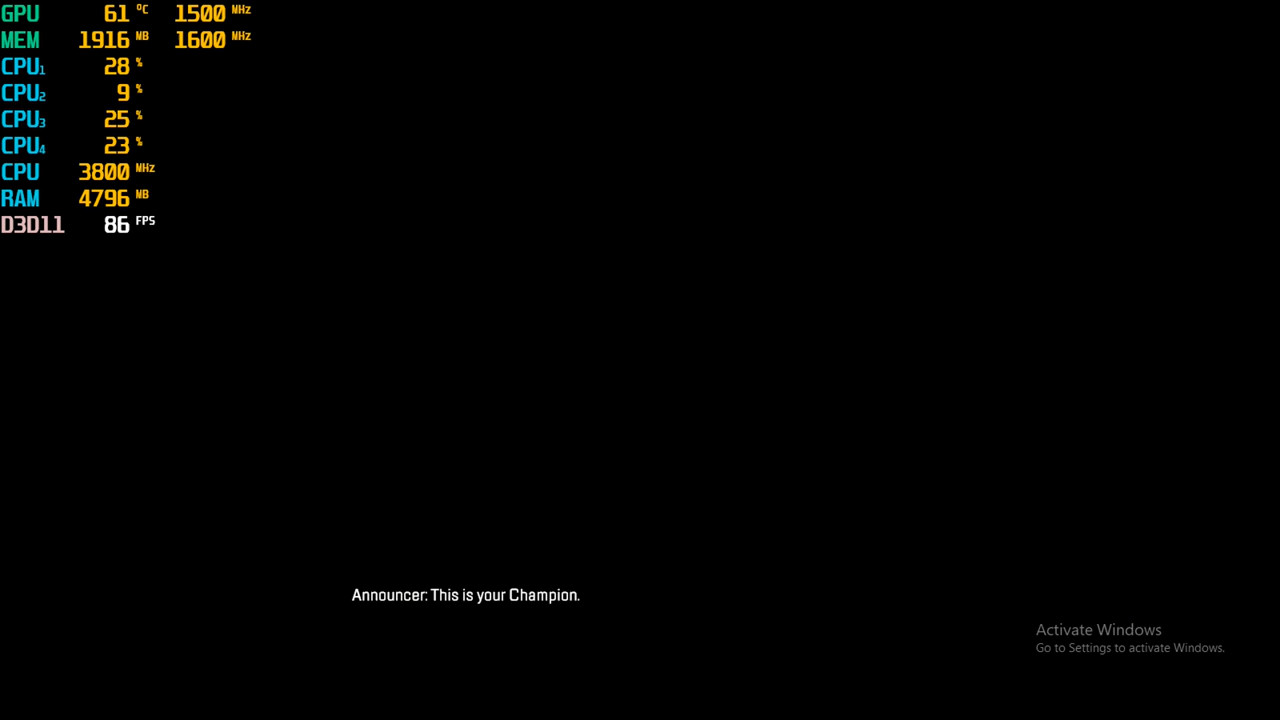 GPU 61 °C 1500 MHz
MEM 1916 MB 1600 MHz
CPU1 28 %
CPU2 9 %
CPU3 25 %
CPU4 23 %
CPU 3800 MHz
RAM 4796 MB
D3D11 86 FPS
Announcer: This is your Champion.
Activate Windows
Go to Settings to activate Windows.